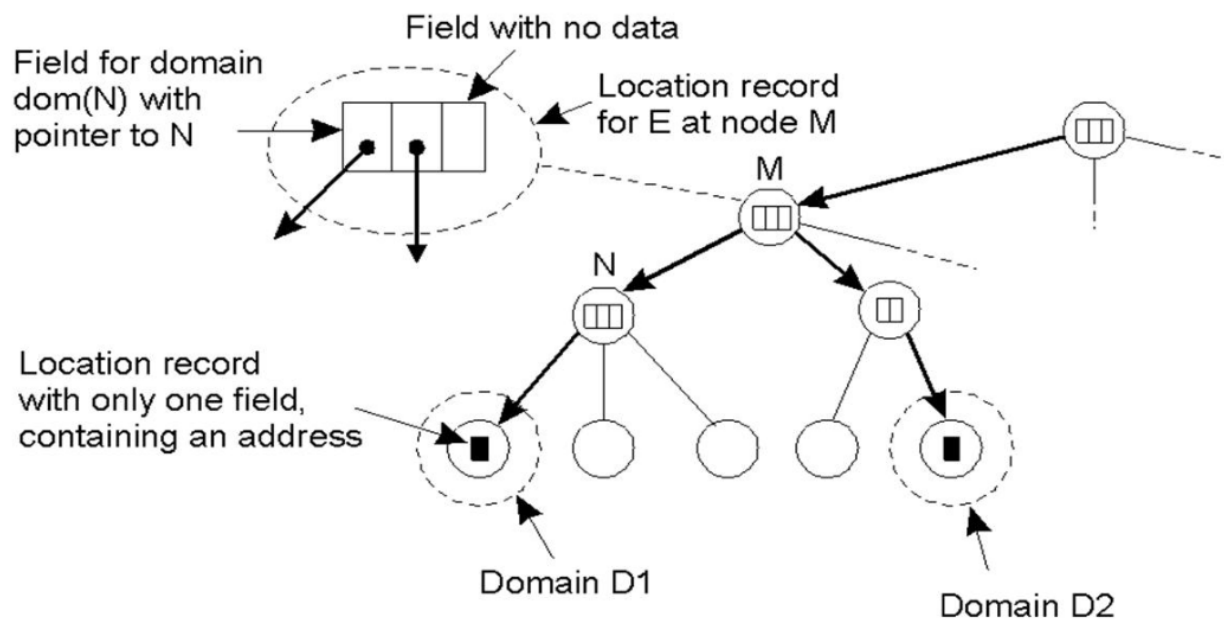 Field with no data
Field for domain
dom(N) with
pointer to N
Location record
for E at node M
M
N
Location record
with only one field,
containing an address
Domain D1
Domain D2